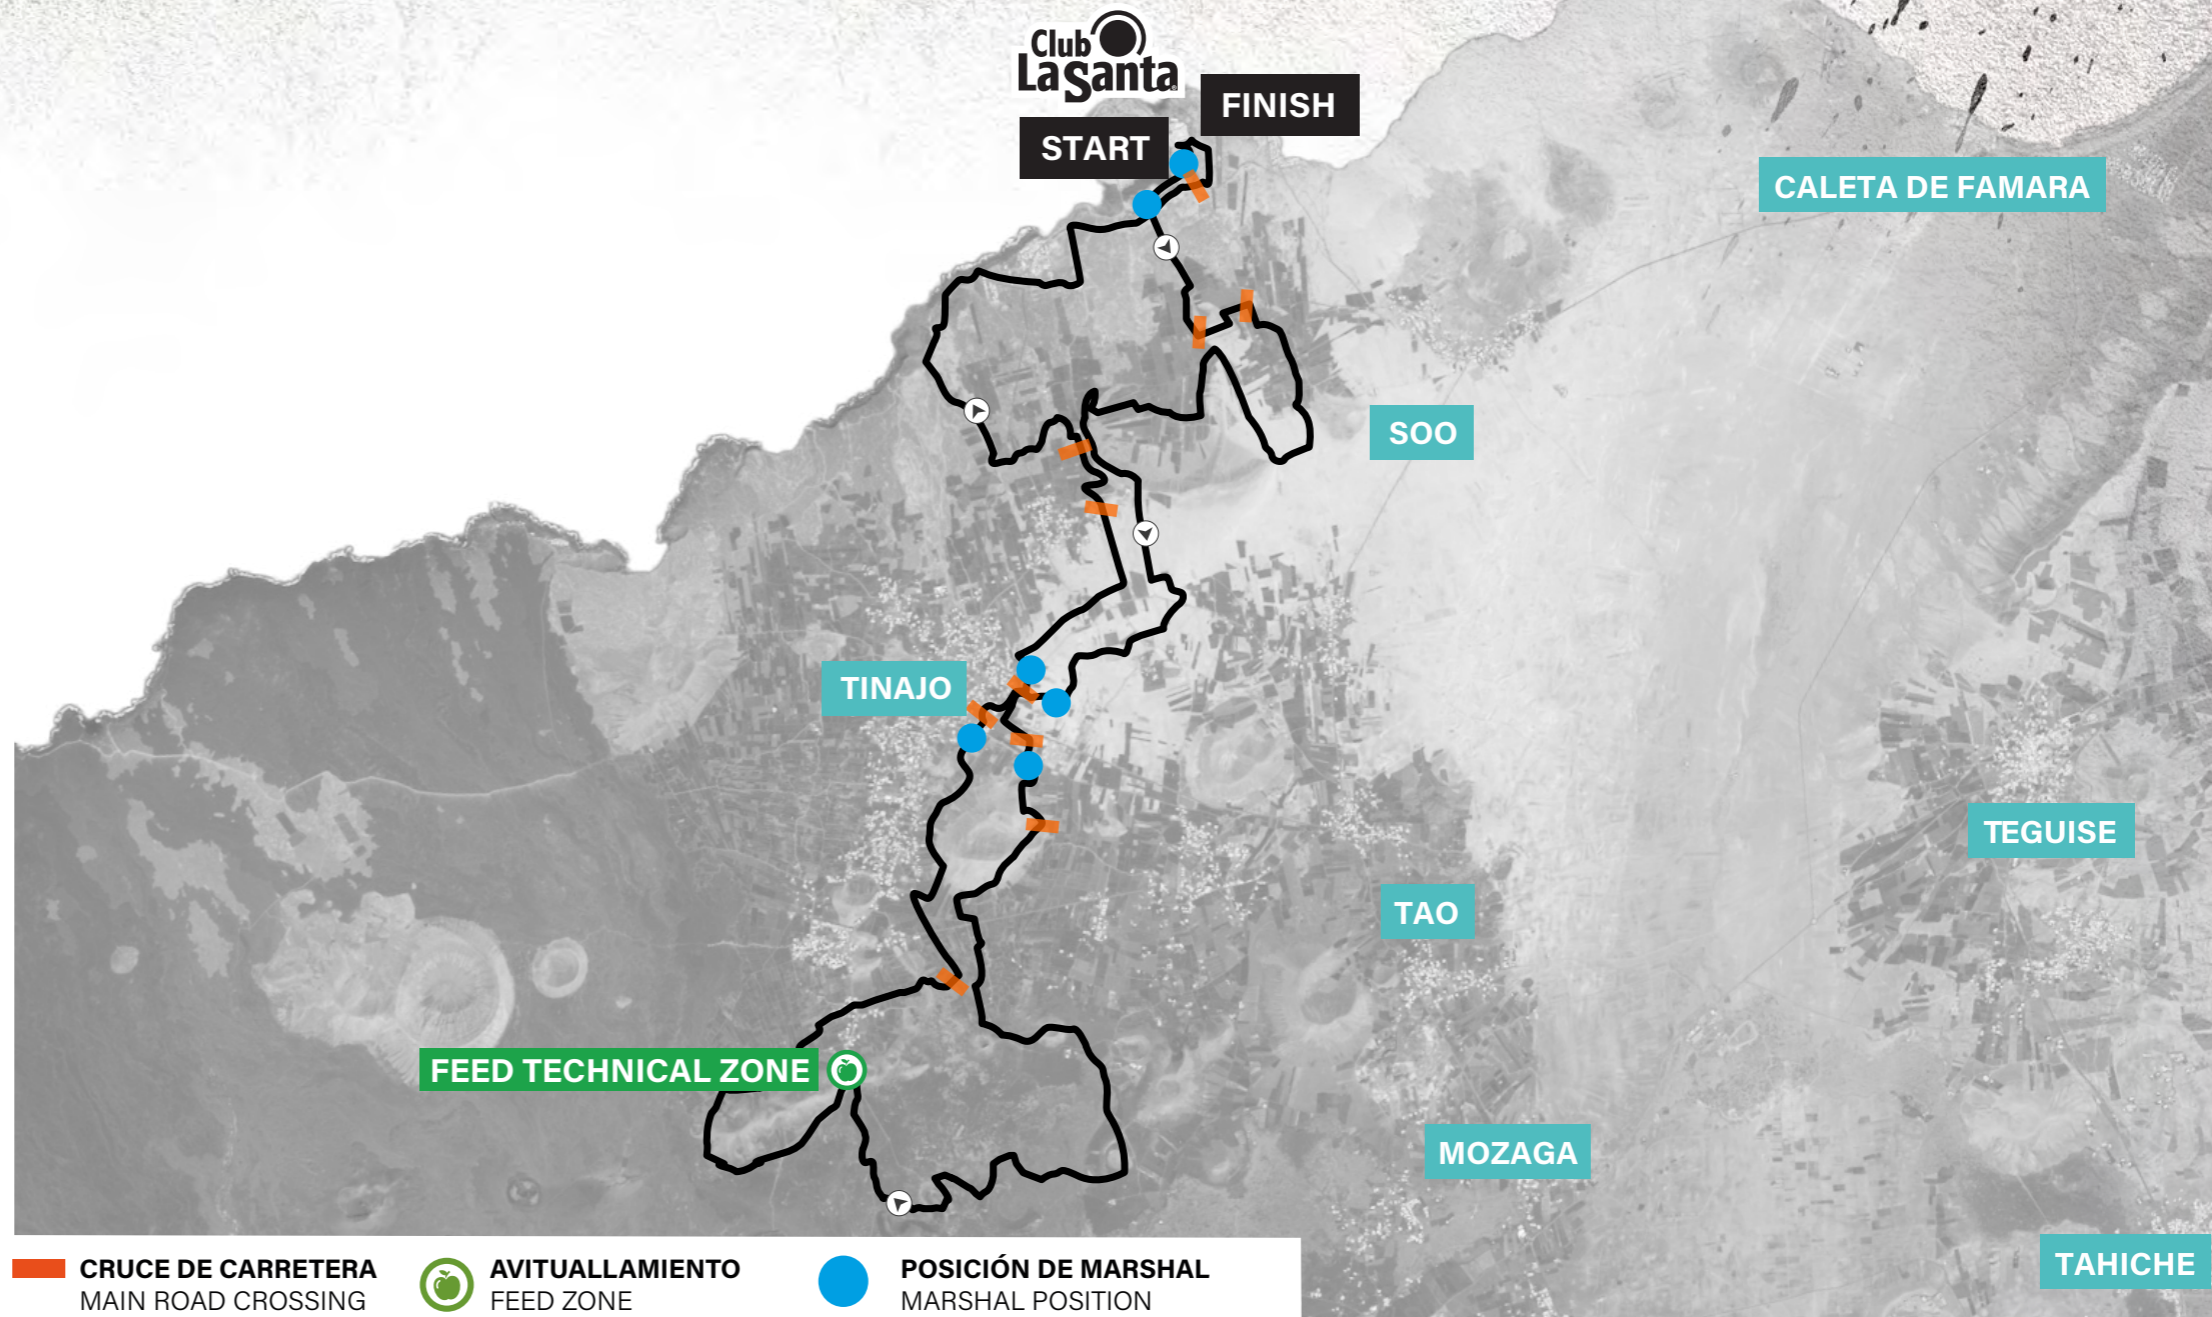 Club
La Santa
FINISH
START
CALETA DE FAMARA
SOO
TINAJO
TEGUISE
TAO
FEED TECHNICAL ZONE
MOZAGA
TAHICHE
CRUCE DE CARRETERA
MAIN ROAD CROSSING
AVITUALLAMIENTO
FEED ZONE
POSICIÓN DE MARSHAL
MARSHAL POSITION